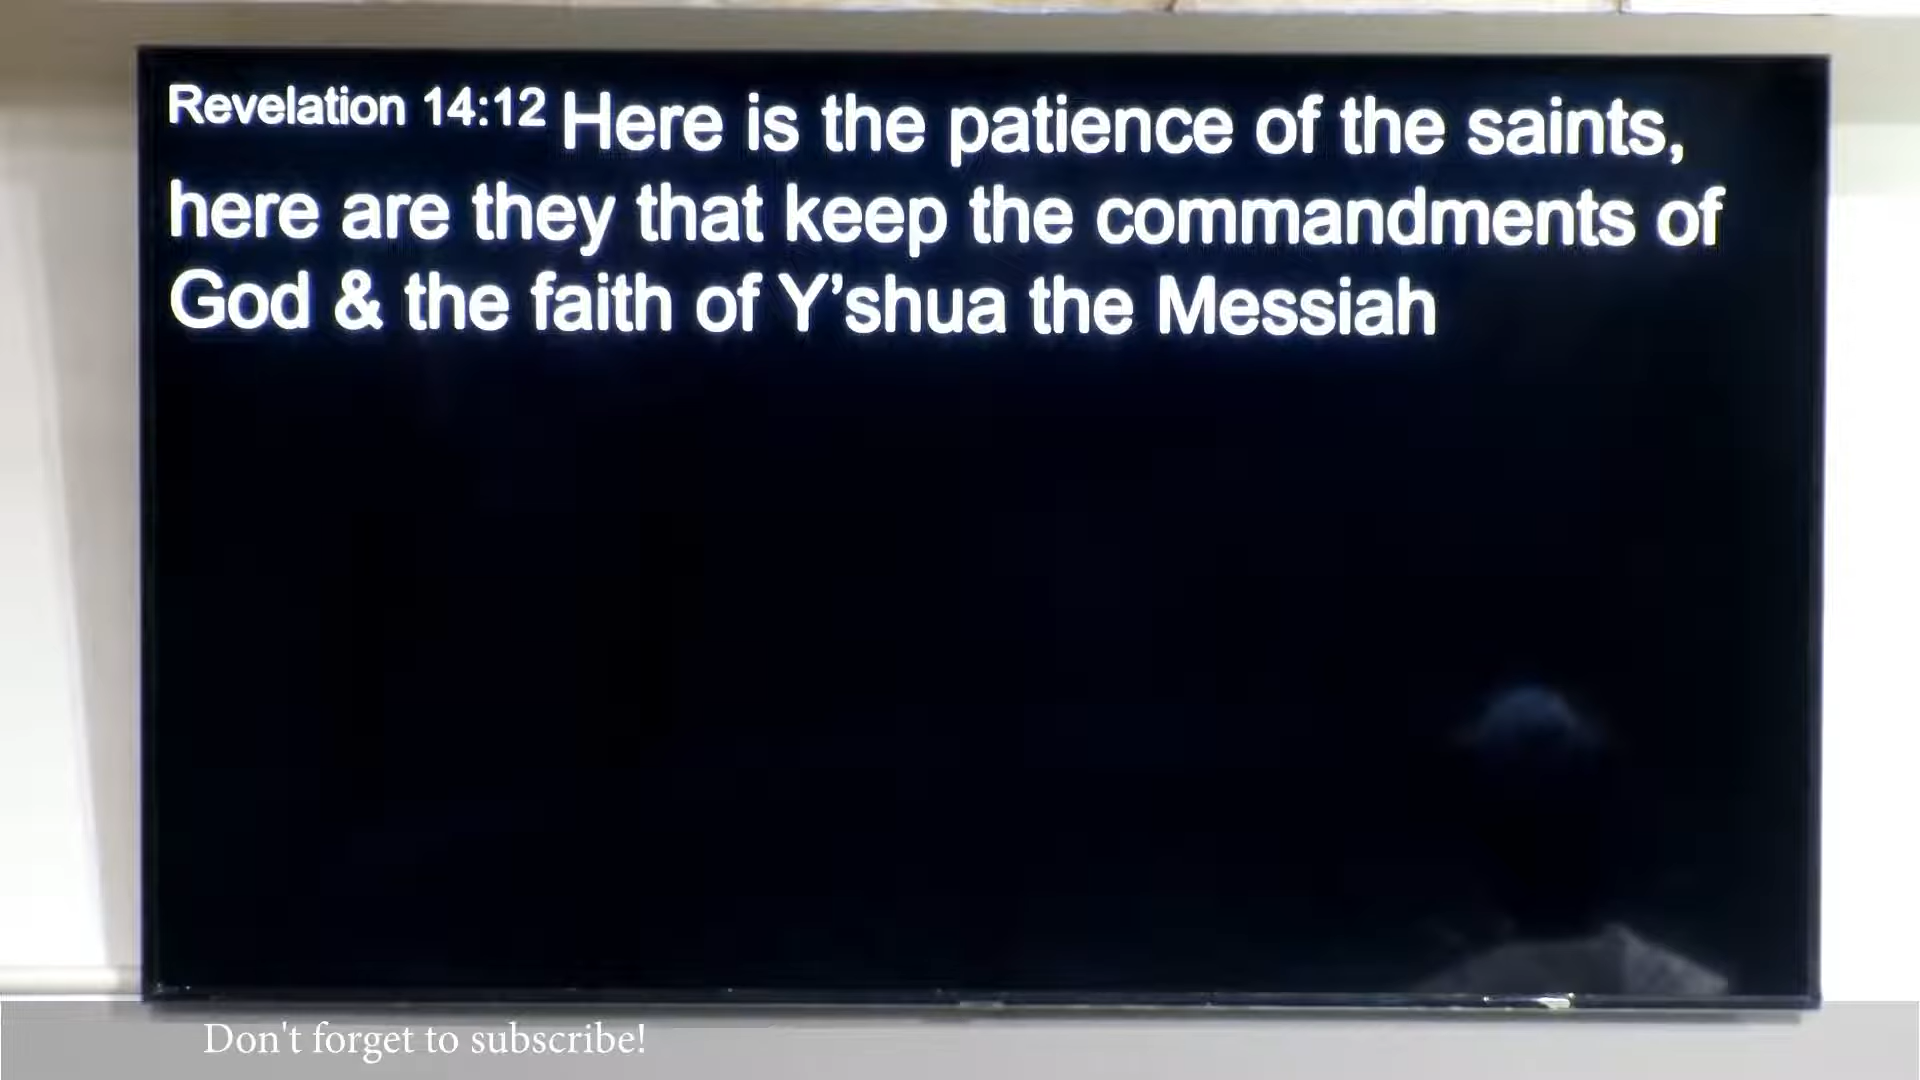 Revelation 14:12 Here is the patience of the saints,
here are they that keep the commandments of
God & the faith of Y’shua the Messiah
Don't forget to subscribe!